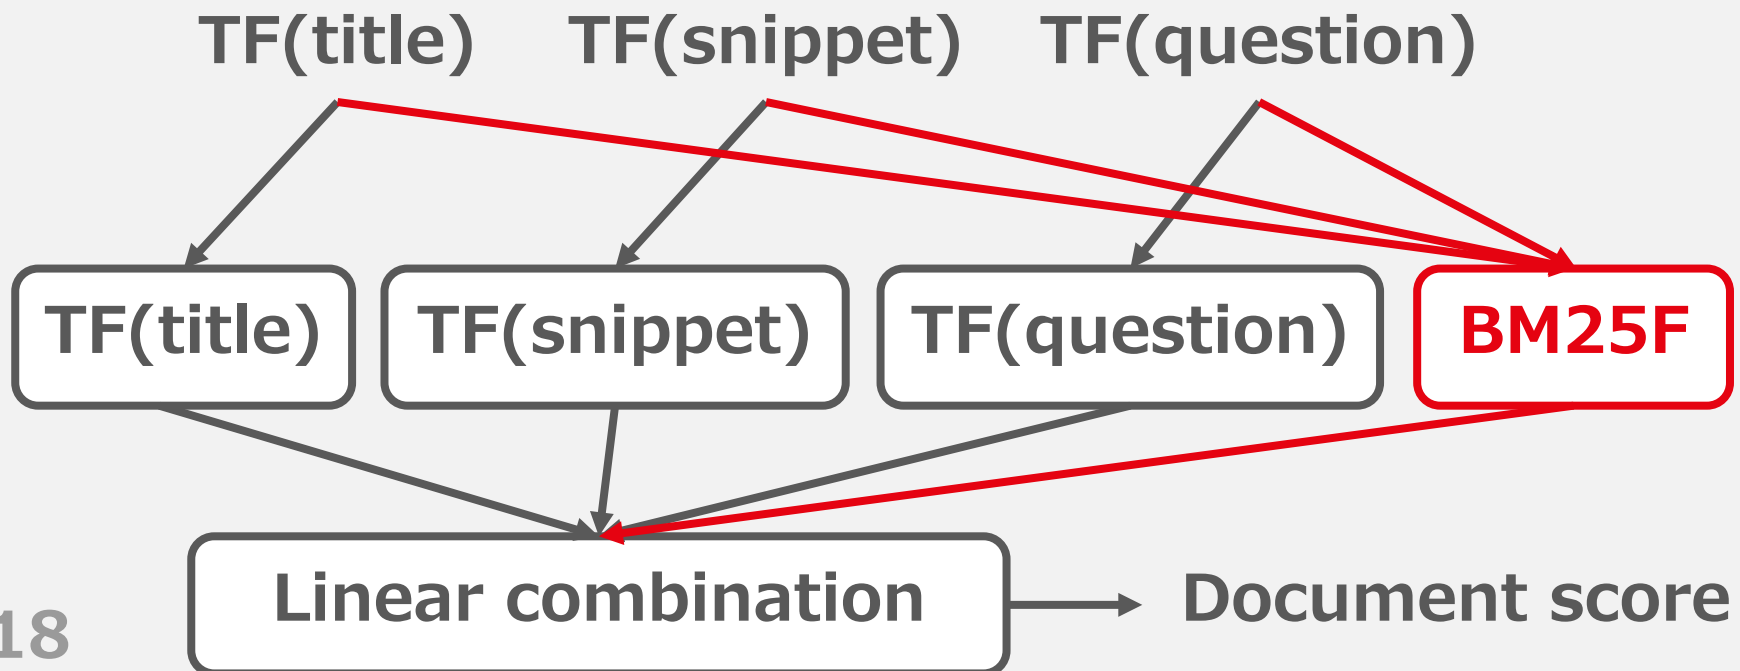 TF(title) TF(snippet) TF(question)
TF(title) TF(snippet) TF(question) BM25F
Linear combination Document score
18